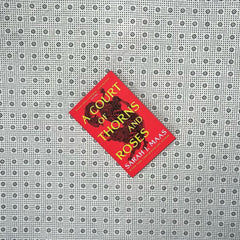 A COURT
OF
THORNS
AND
ROSES
SARAH J. MAAS